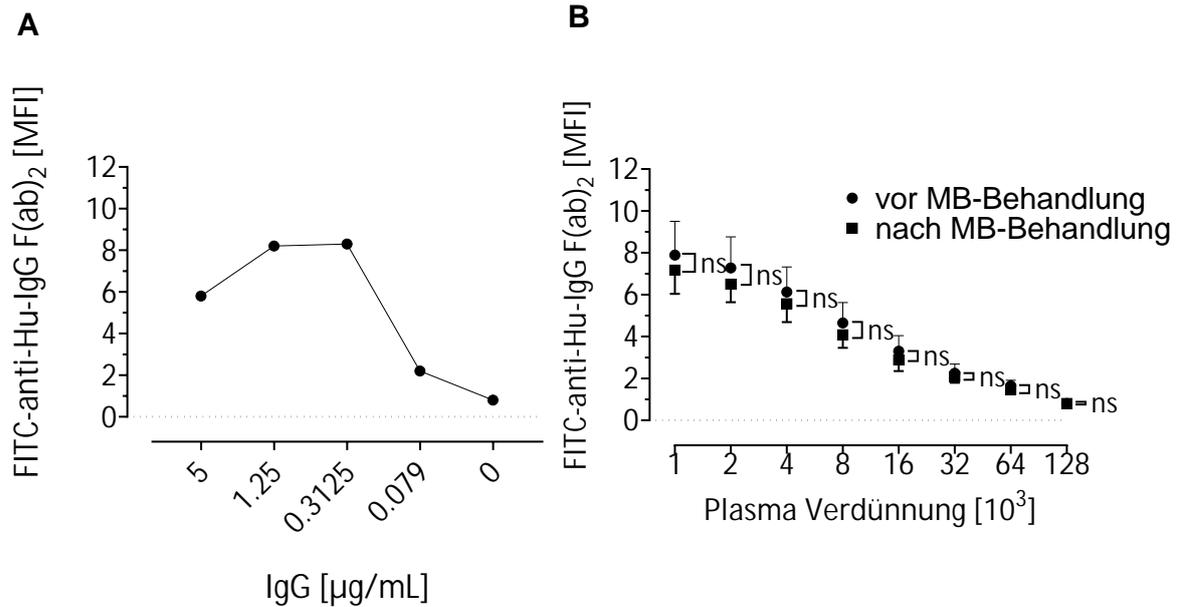 A
FITC-anti-Hu-IgG F(ab)2 [MFI]
12
10
8
6
4
2
0
5
1.25
0.3125
0.079
0
IgG [µg/mL]
B
FITC-anti-Hu-IgG F(ab)2 [MFI]
12
10
8
6
4
2
0
vor MB-Behandlung
nach MB-Behandlung
ns
ns
ns
ns
ns
ns
ns
ns
1 2 4 8 16 32 64 128
Plasma Verdünnung [10³]